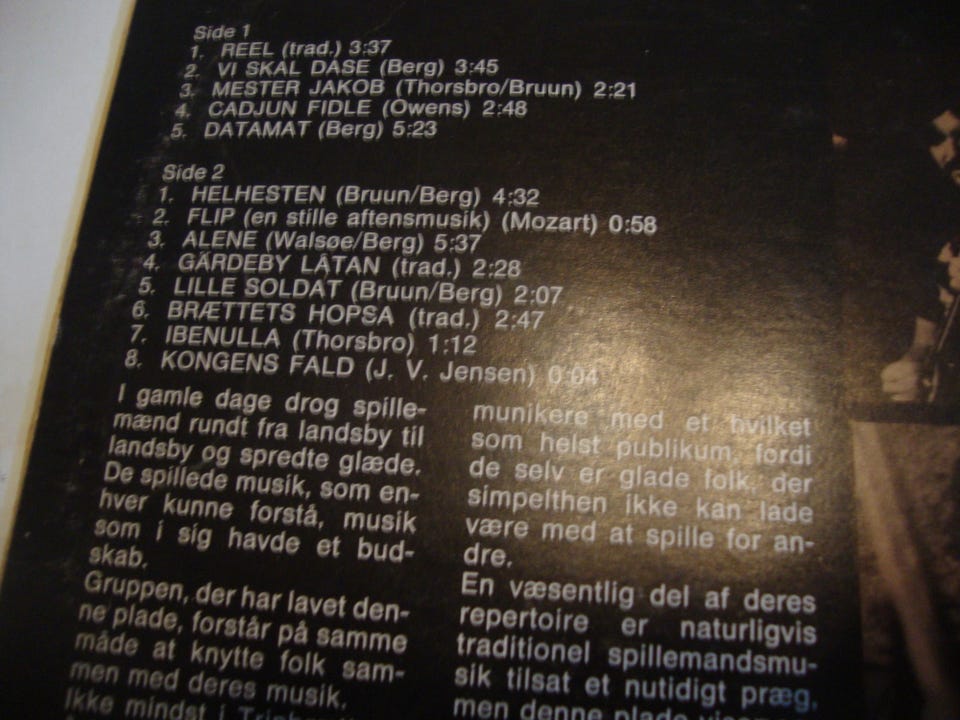 Side 1
1. REEL (trad.) 3:37
2. VI SKAL DASE (Berg) 3:45
3. MESTER JAKOB (Thorsbro/Bruun) 2:21
4. CADJUN FIDLE (Owens) 2:48
5. DATAMAT (Berg) 5:23
Side 2
1. HELHESTEN (Bruun/Berg) 4:32
2. FLIP (en stille aftensmusik) (Mozart) 0:58
3. ALENE (Walsøe/Berg) 5:37
4. GÄRDEBY LÅTAN (trad.) 2:28
5. LILLE SOLDAT (Bruun/Berg) 2:07
6. BRÆTTETS HOPSA (trad.) 2:47
7. IBENULLA (Thorsbro) 1:12
8. KONGENS FALD (J. V. Jensen) 0:04
I gamle dage drog spille-
mænd rundt fra landsby til
landsby og spredte glæde.
De spillede musik, som en-
hver kunne forstå, musik
som i sig havde et bud-
skab.
Gruppen, der har lavet den-
ne plade, forstår på samme
måde at knytte folk sam-
men med deres musik.
Ikke mindst i
munikere med et hvilket
som helst publikum, fordi
de selv er glade folk, der
simpelthen ikke kan lade
være med at spille for an-
dre.
En væsentlig del af deres
repertoire er naturligvis
traditionel spillemandsmu-
sik tilsat et nutidigt præg,
men denne plade